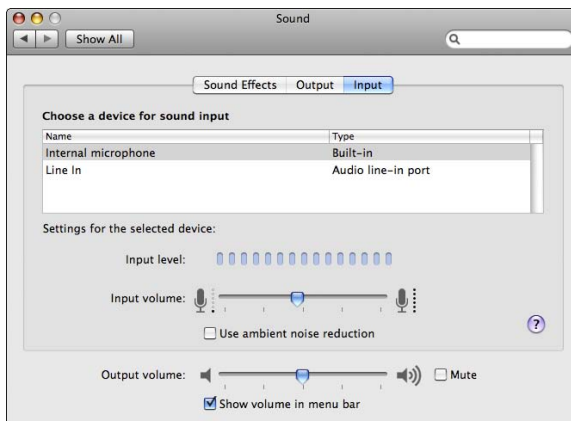 Sound
Show All
Sound Effects Output Input
Choose a device for sound input
Name Type
Internal microphone Built-in
Line In Audio line-in port
Settings for the selected device:
Input level:
Input volume:
Use ambient noise reduction
?
Output volume: Mute
Show volume in menu bar